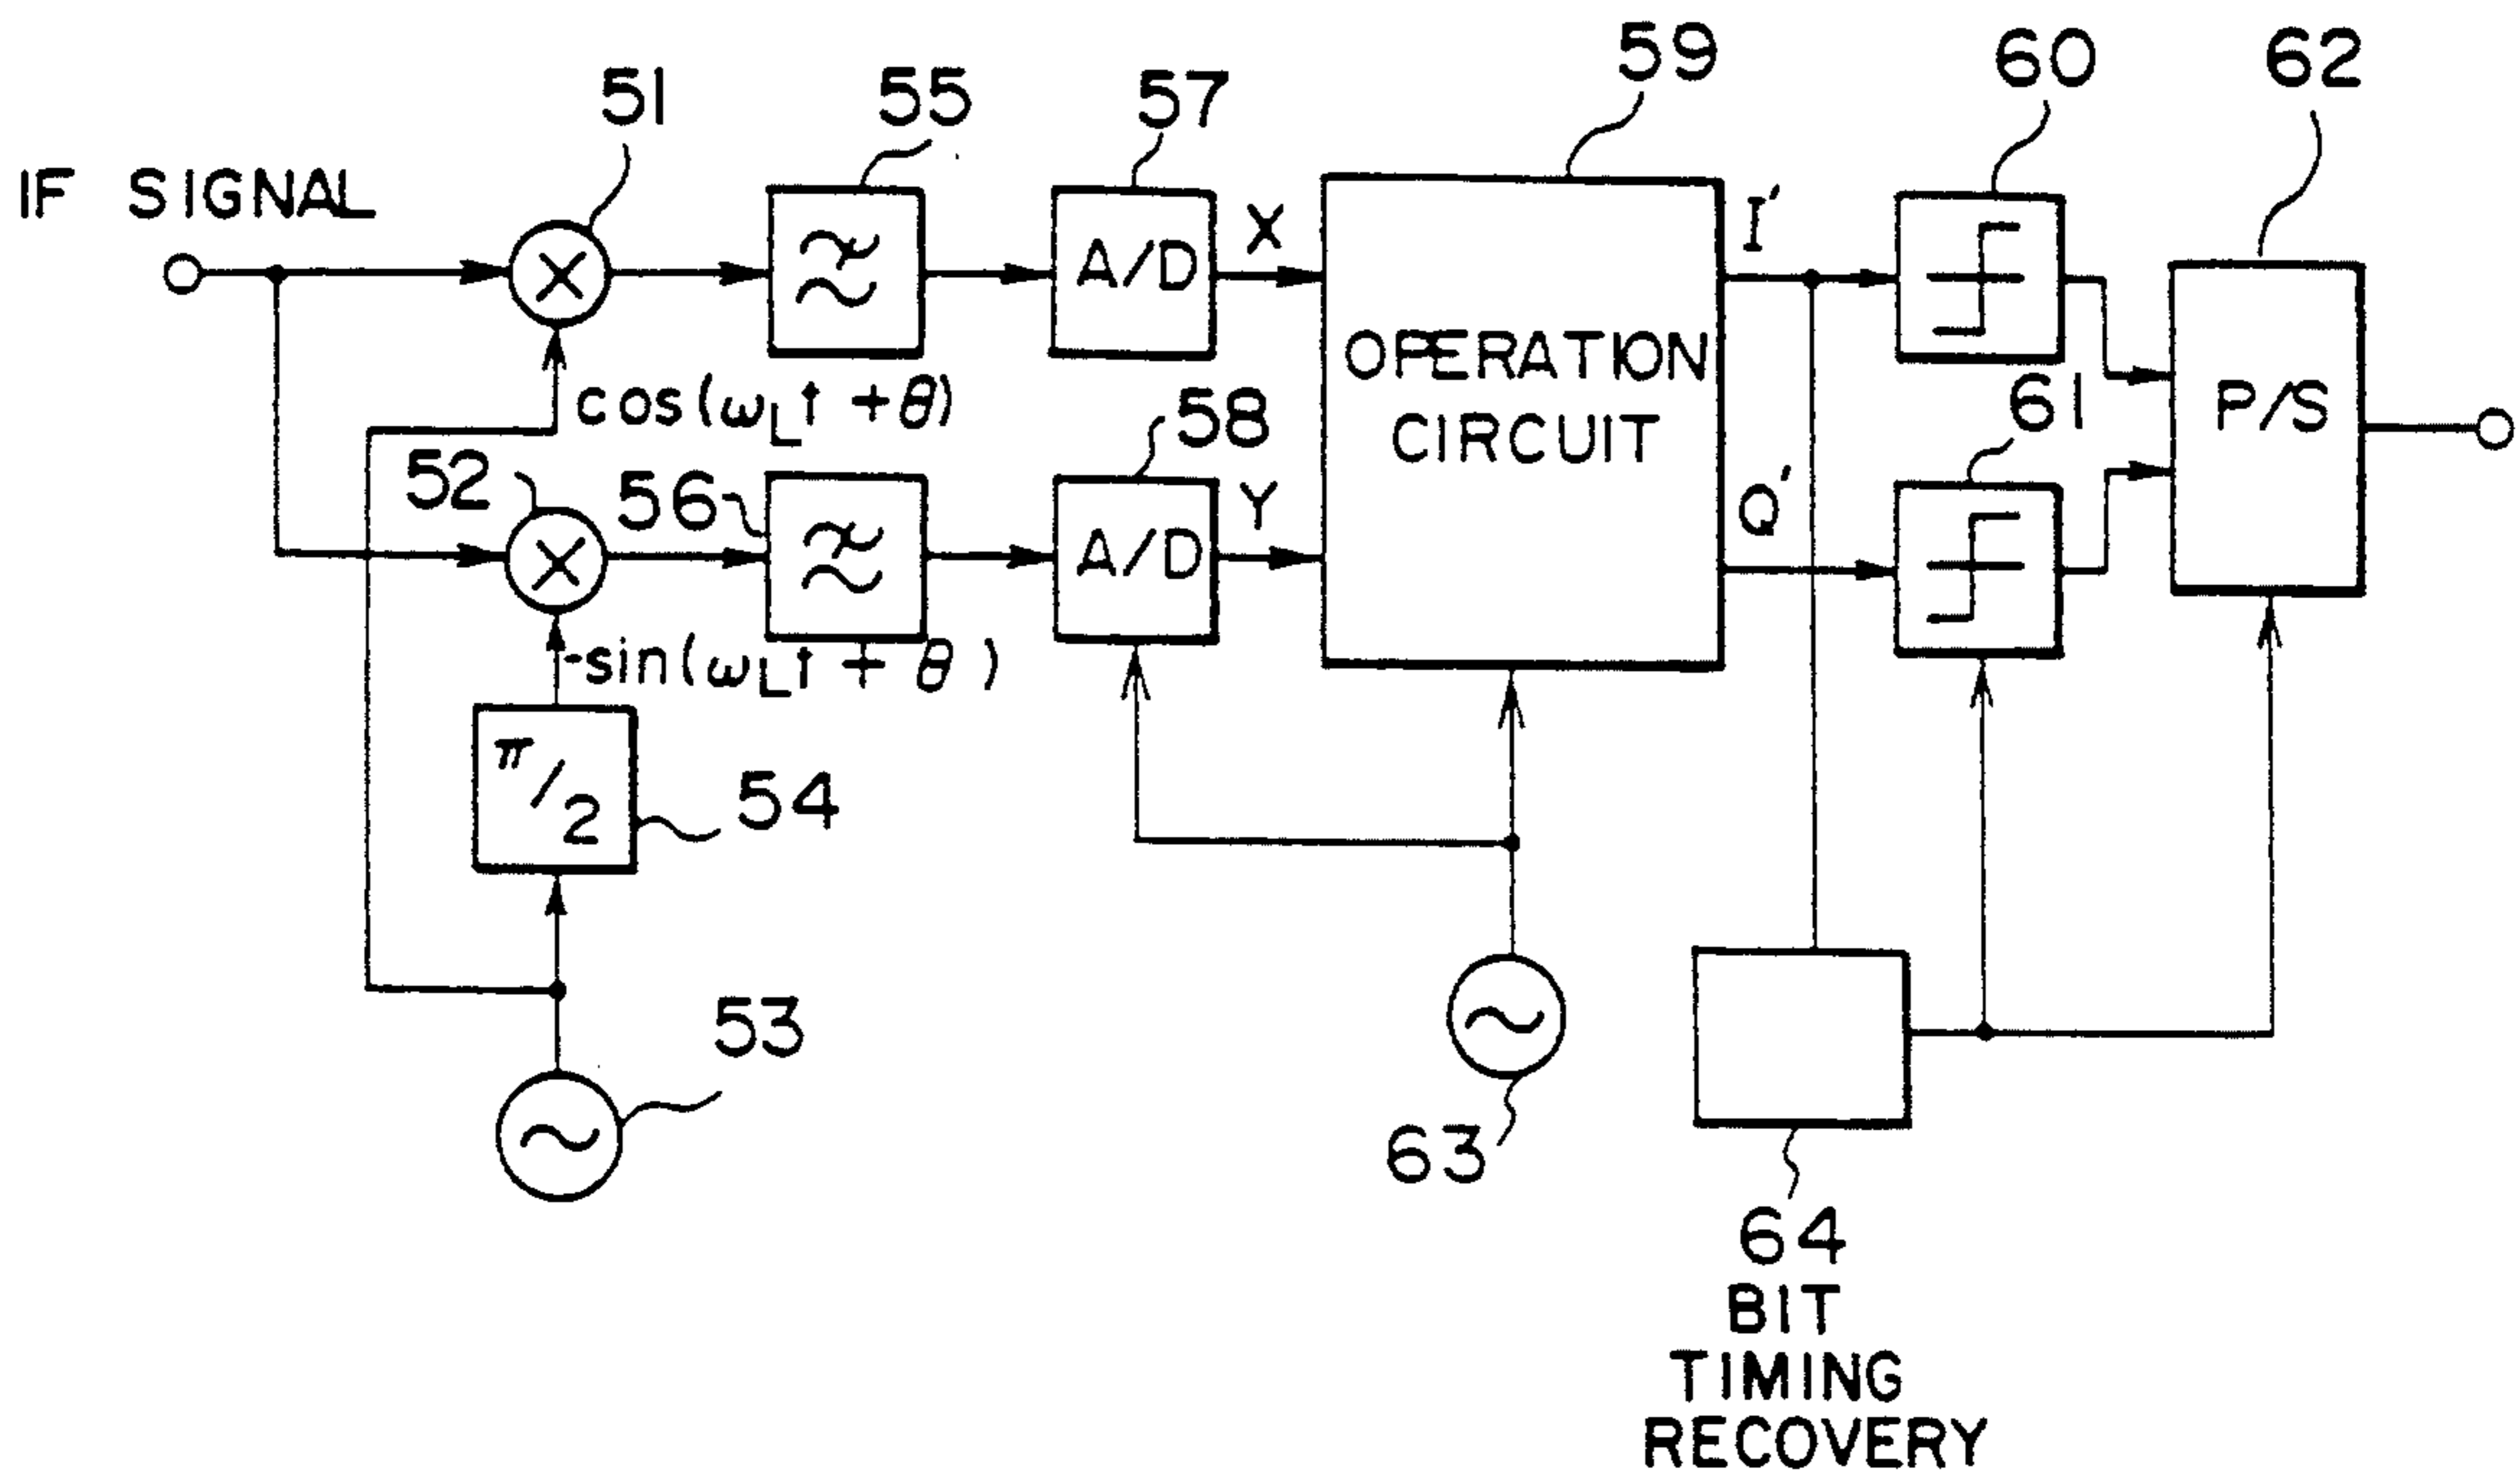 59
60
62
51
55
57
IF SIGNAL
X
I'
A/D
OPERATION
CIRCUIT
cos(ωLt +θ)
61
P/S
52
56
58
Y
Q'
A/D
-sin(ωLt + θ)
π/2
54
53
63
64
BIT
TIMING
RECOVERY